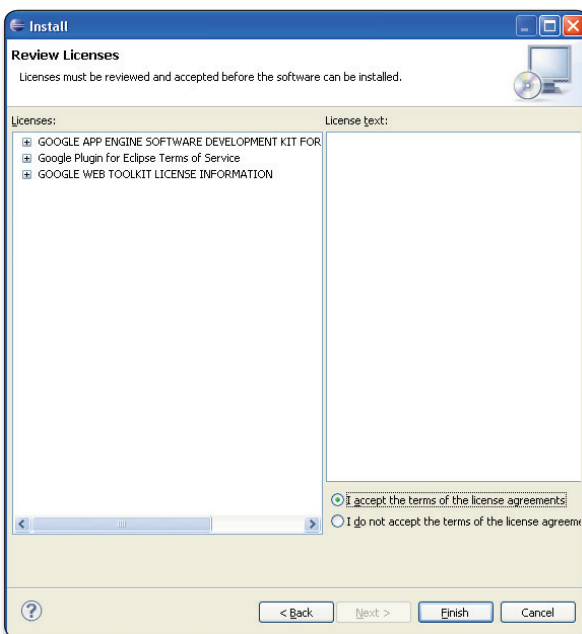 Install
Review Licenses
Licenses must be reviewed and accepted before the software can be installed.
Licenses:
GOOGLE APP ENGINE SOFTWARE DEVELOPMENT KIT FOR
Google Plugin for Eclipse Terms of Service
GOOGLE WEB TOOLKIT LICENSE INFORMATION
License text:
I accept the terms of the license agreements
I do not accept the terms of the license agreeme
< Back
Next >
Finish
Cancel